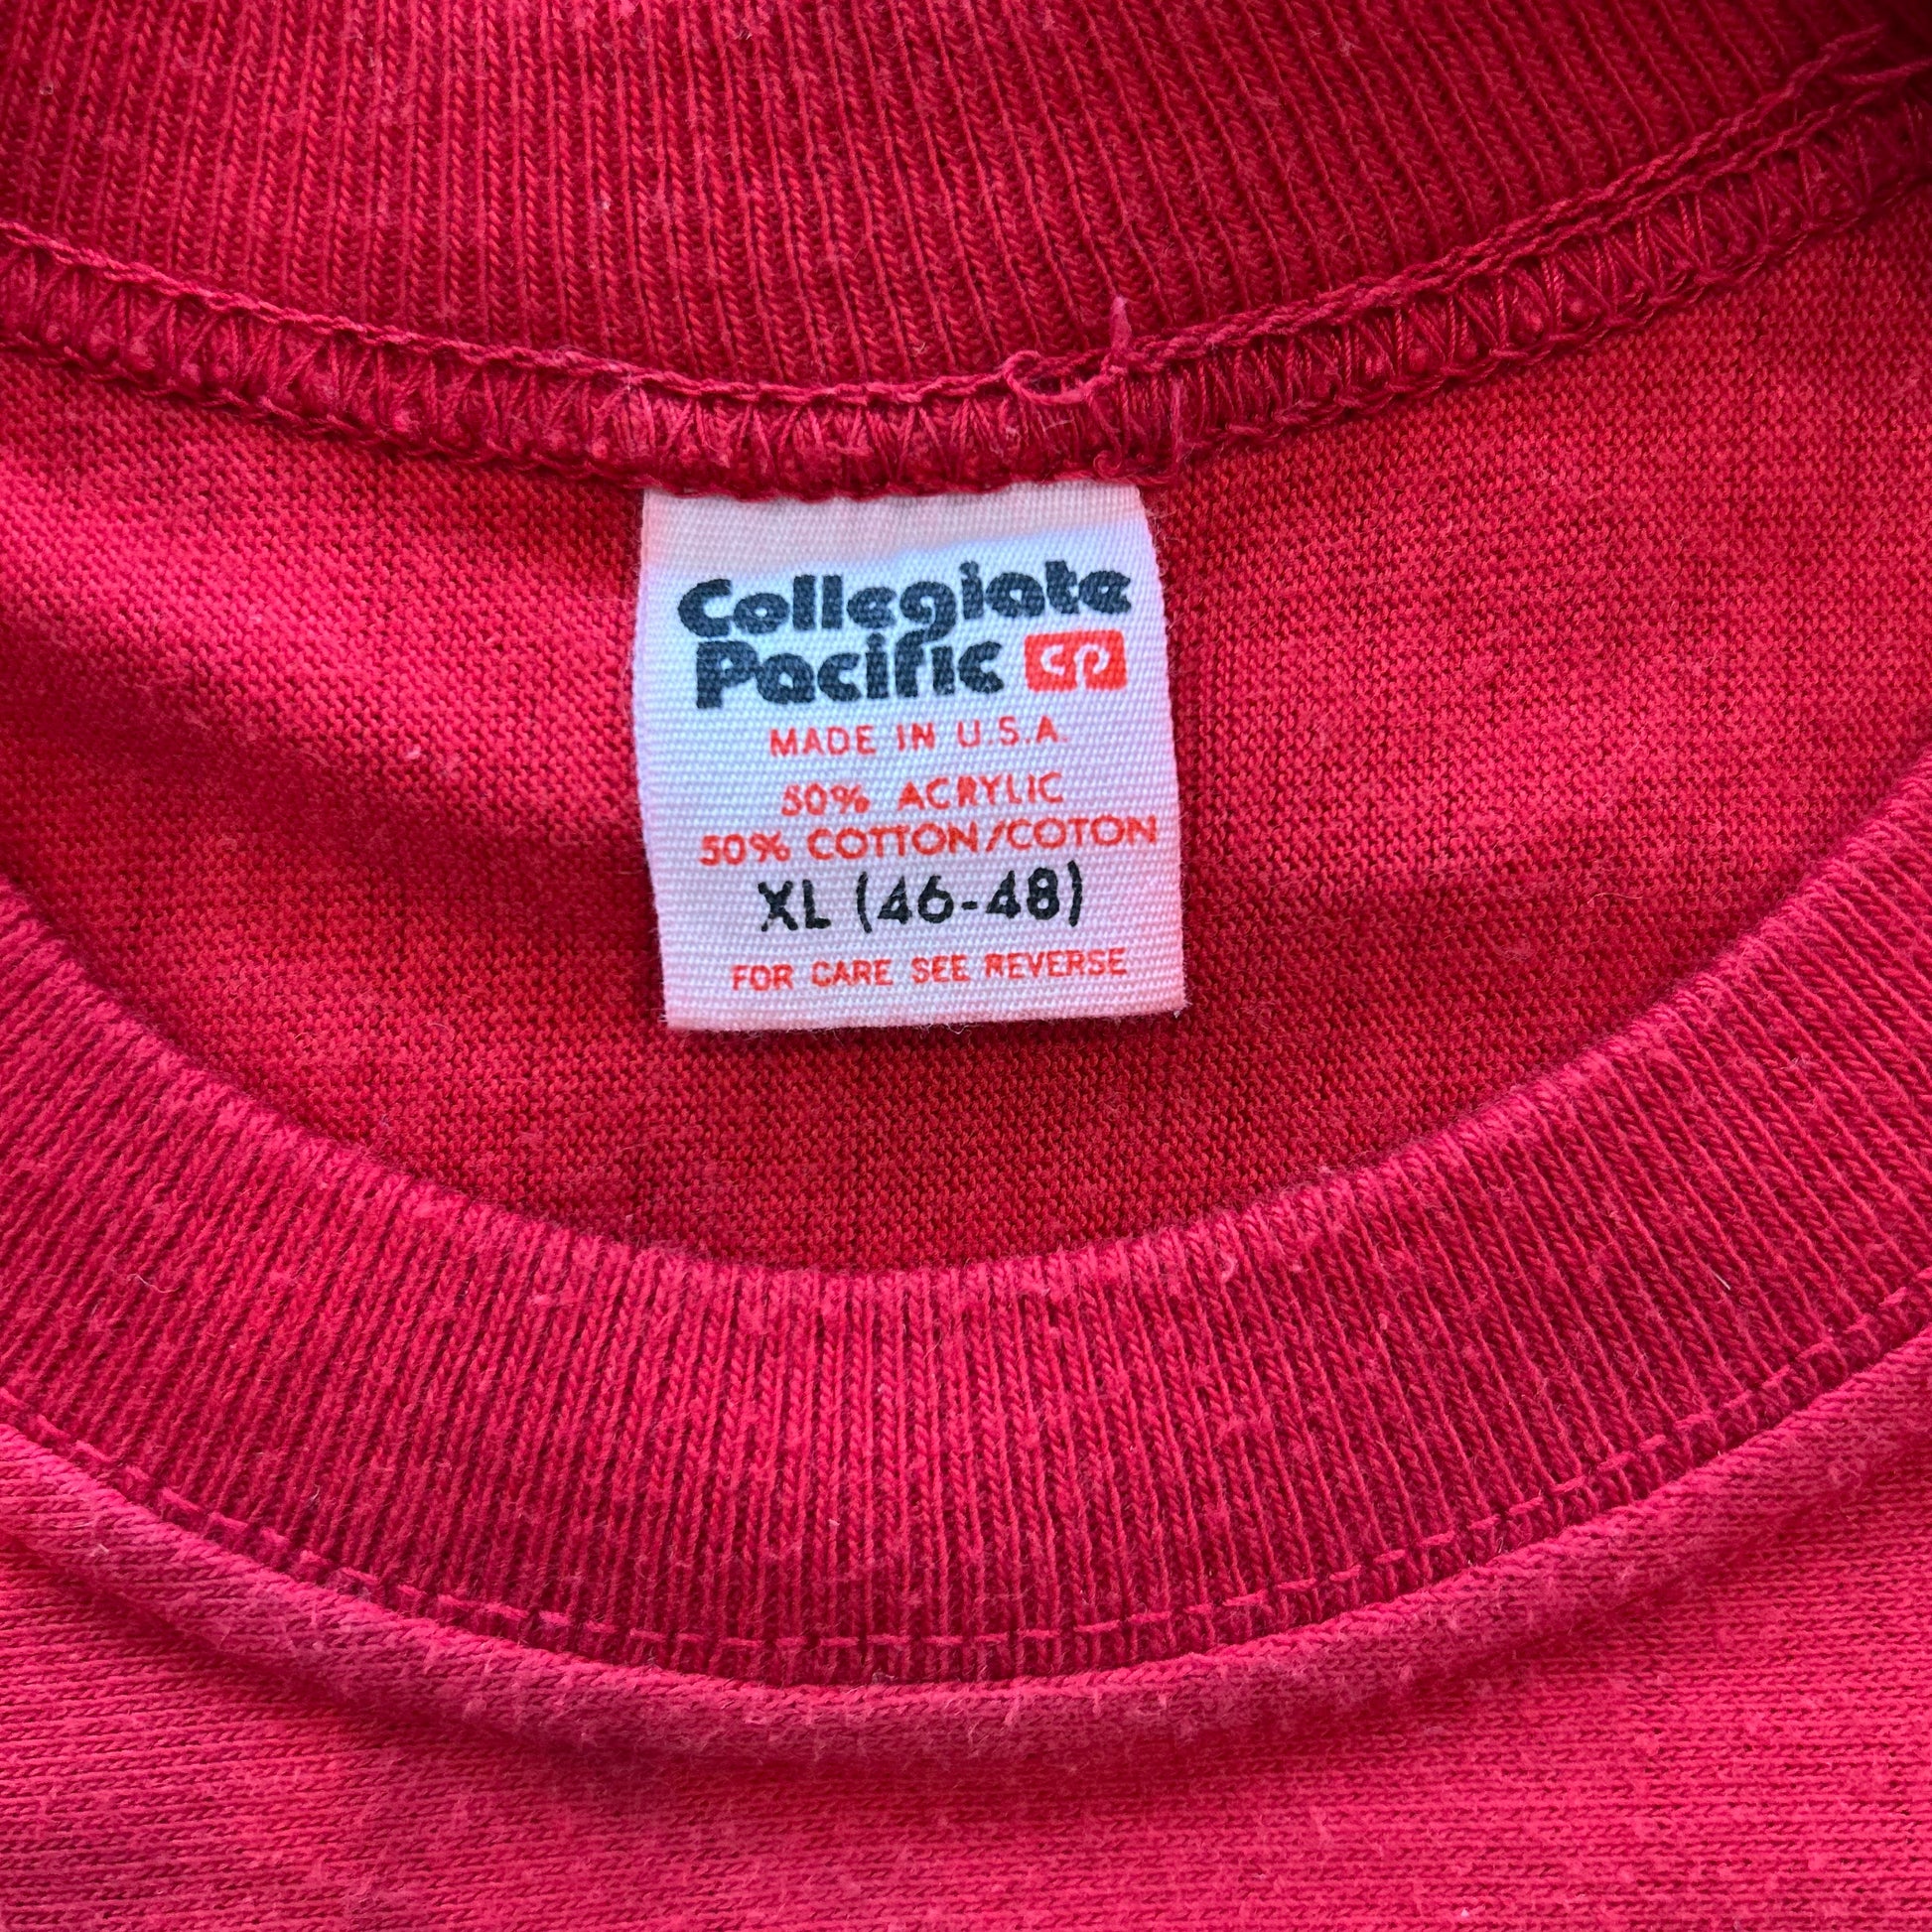 Collegiate
Pacific CP
MADE IN U.S.A.
50% ACRYLIC
50% COTTON/COTON
XL (46-48)
FOR CARE SEE REVERSE